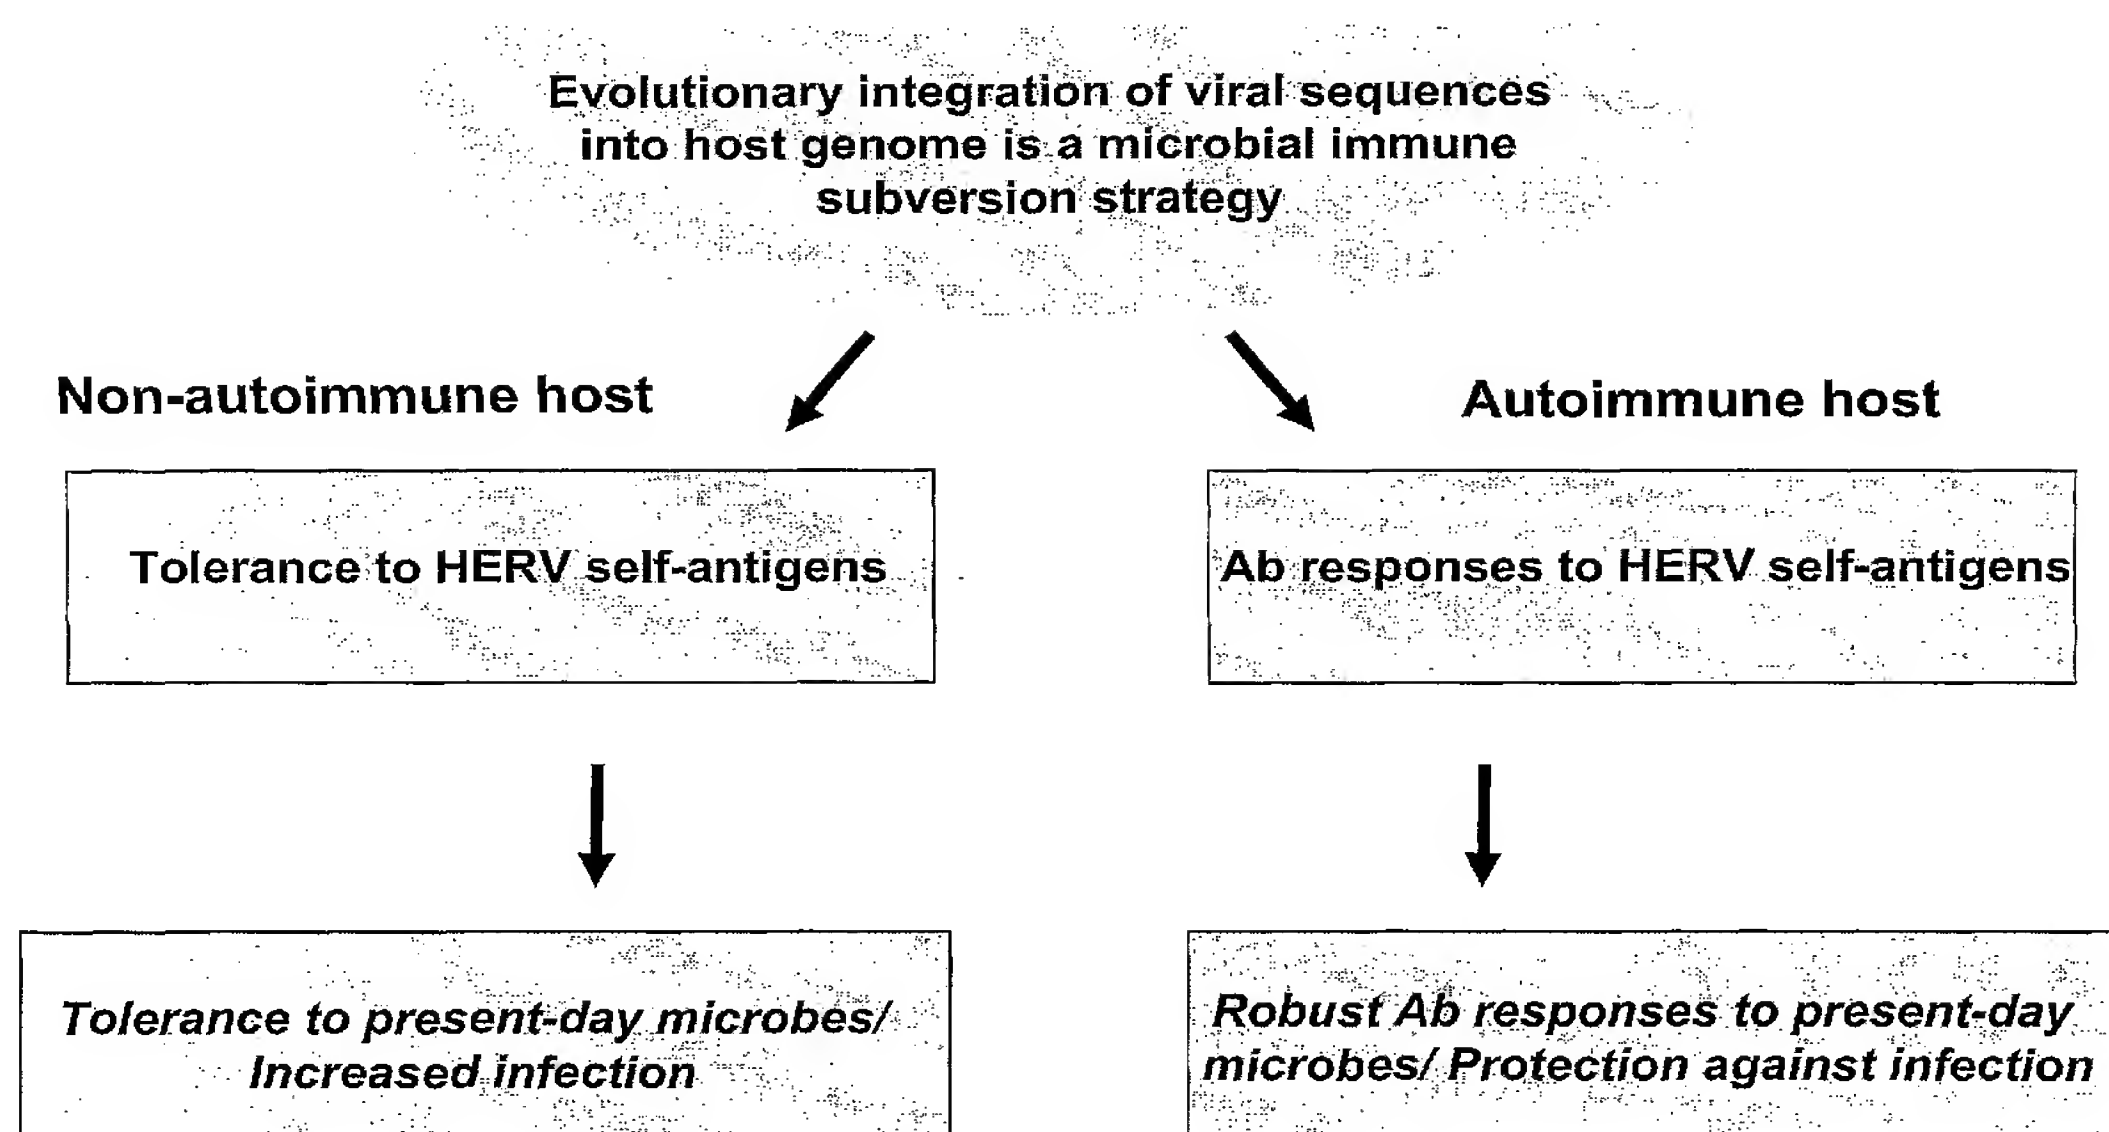 Evolutionary integration of viral sequences
into host genome is a microbial immune
subversion strategy
Non-autoimmune host
Autoimmune host
Tolerance to HERV self-antigens
Ab responses to HERV self-antigens
Tolerance to present-day microbes/
Increased infection
Robust Ab responses to present-day
microbes/ Protection against infection